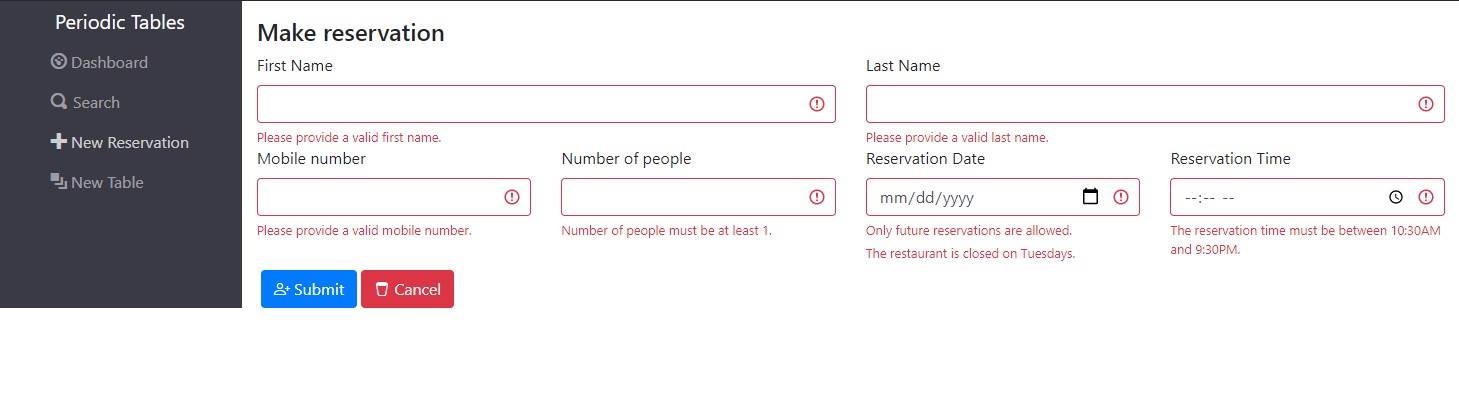 Periodic Tables
Dashboard
Search
New Reservation
New Table
Make reservation
First Name
Last Name
Please provide a valid first name.
Please provide a valid last name.
Mobile number
Number of people
Reservation Date
Reservation Time
mm/dd/yyyy
--:-- --
Please provide a valid mobile number.
Number of people must be at least 1.
Only future reservations are allowed.
The restaurant is closed on Tuesdays.
The reservation time must be between 10:30AM
and 9:30PM.
Submit
Cancel